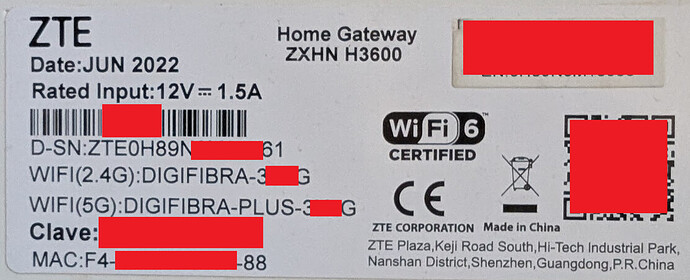 ZTE
Home Gateway
ZXHN H3600
Date:JUN 2022
Rated Input:12V⎓1.5A
D-SN:ZTE0H89N 61
WIFI(2.4G):DIGIFIBRA-3 G
WIFI(5G):DIGIFIBRA-PLUS-3 G
Clave:
MAC:F4- -88
Wi Fi 6
CERTIFIED
CE
ZTE CORPORATION Made in China
ZTE Plaza,Keji Road South,Hi-Tech Industrial Park,
Nanshan District,Shenzhen,Guangdong,P.R.China